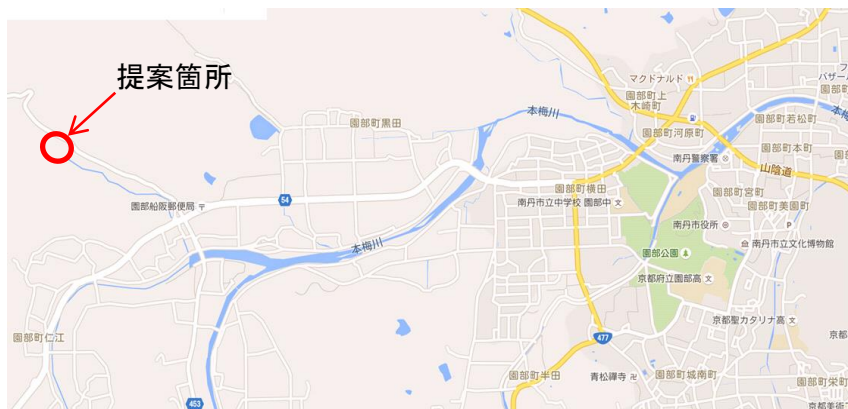 提案箇所
マクドナルド
園部町上
木崎町
バザール
園部町若松町
本梅川
園部町黒田
園部町河原町
園部町本町
南丹警察署
山陰道
園部町横田
園部町宮町
園部町美園町
南丹市立中学校 園部中
54
園部船阪郵便局
南丹市役所
P
南丹市立文化博物館
本梅川
園部公園
京都府立園部高
京都聖カタリナ高
園部町仁江
477
京都
園部町半田
青松禅寺
園部町城南町
園部町栄町
453
京都美術